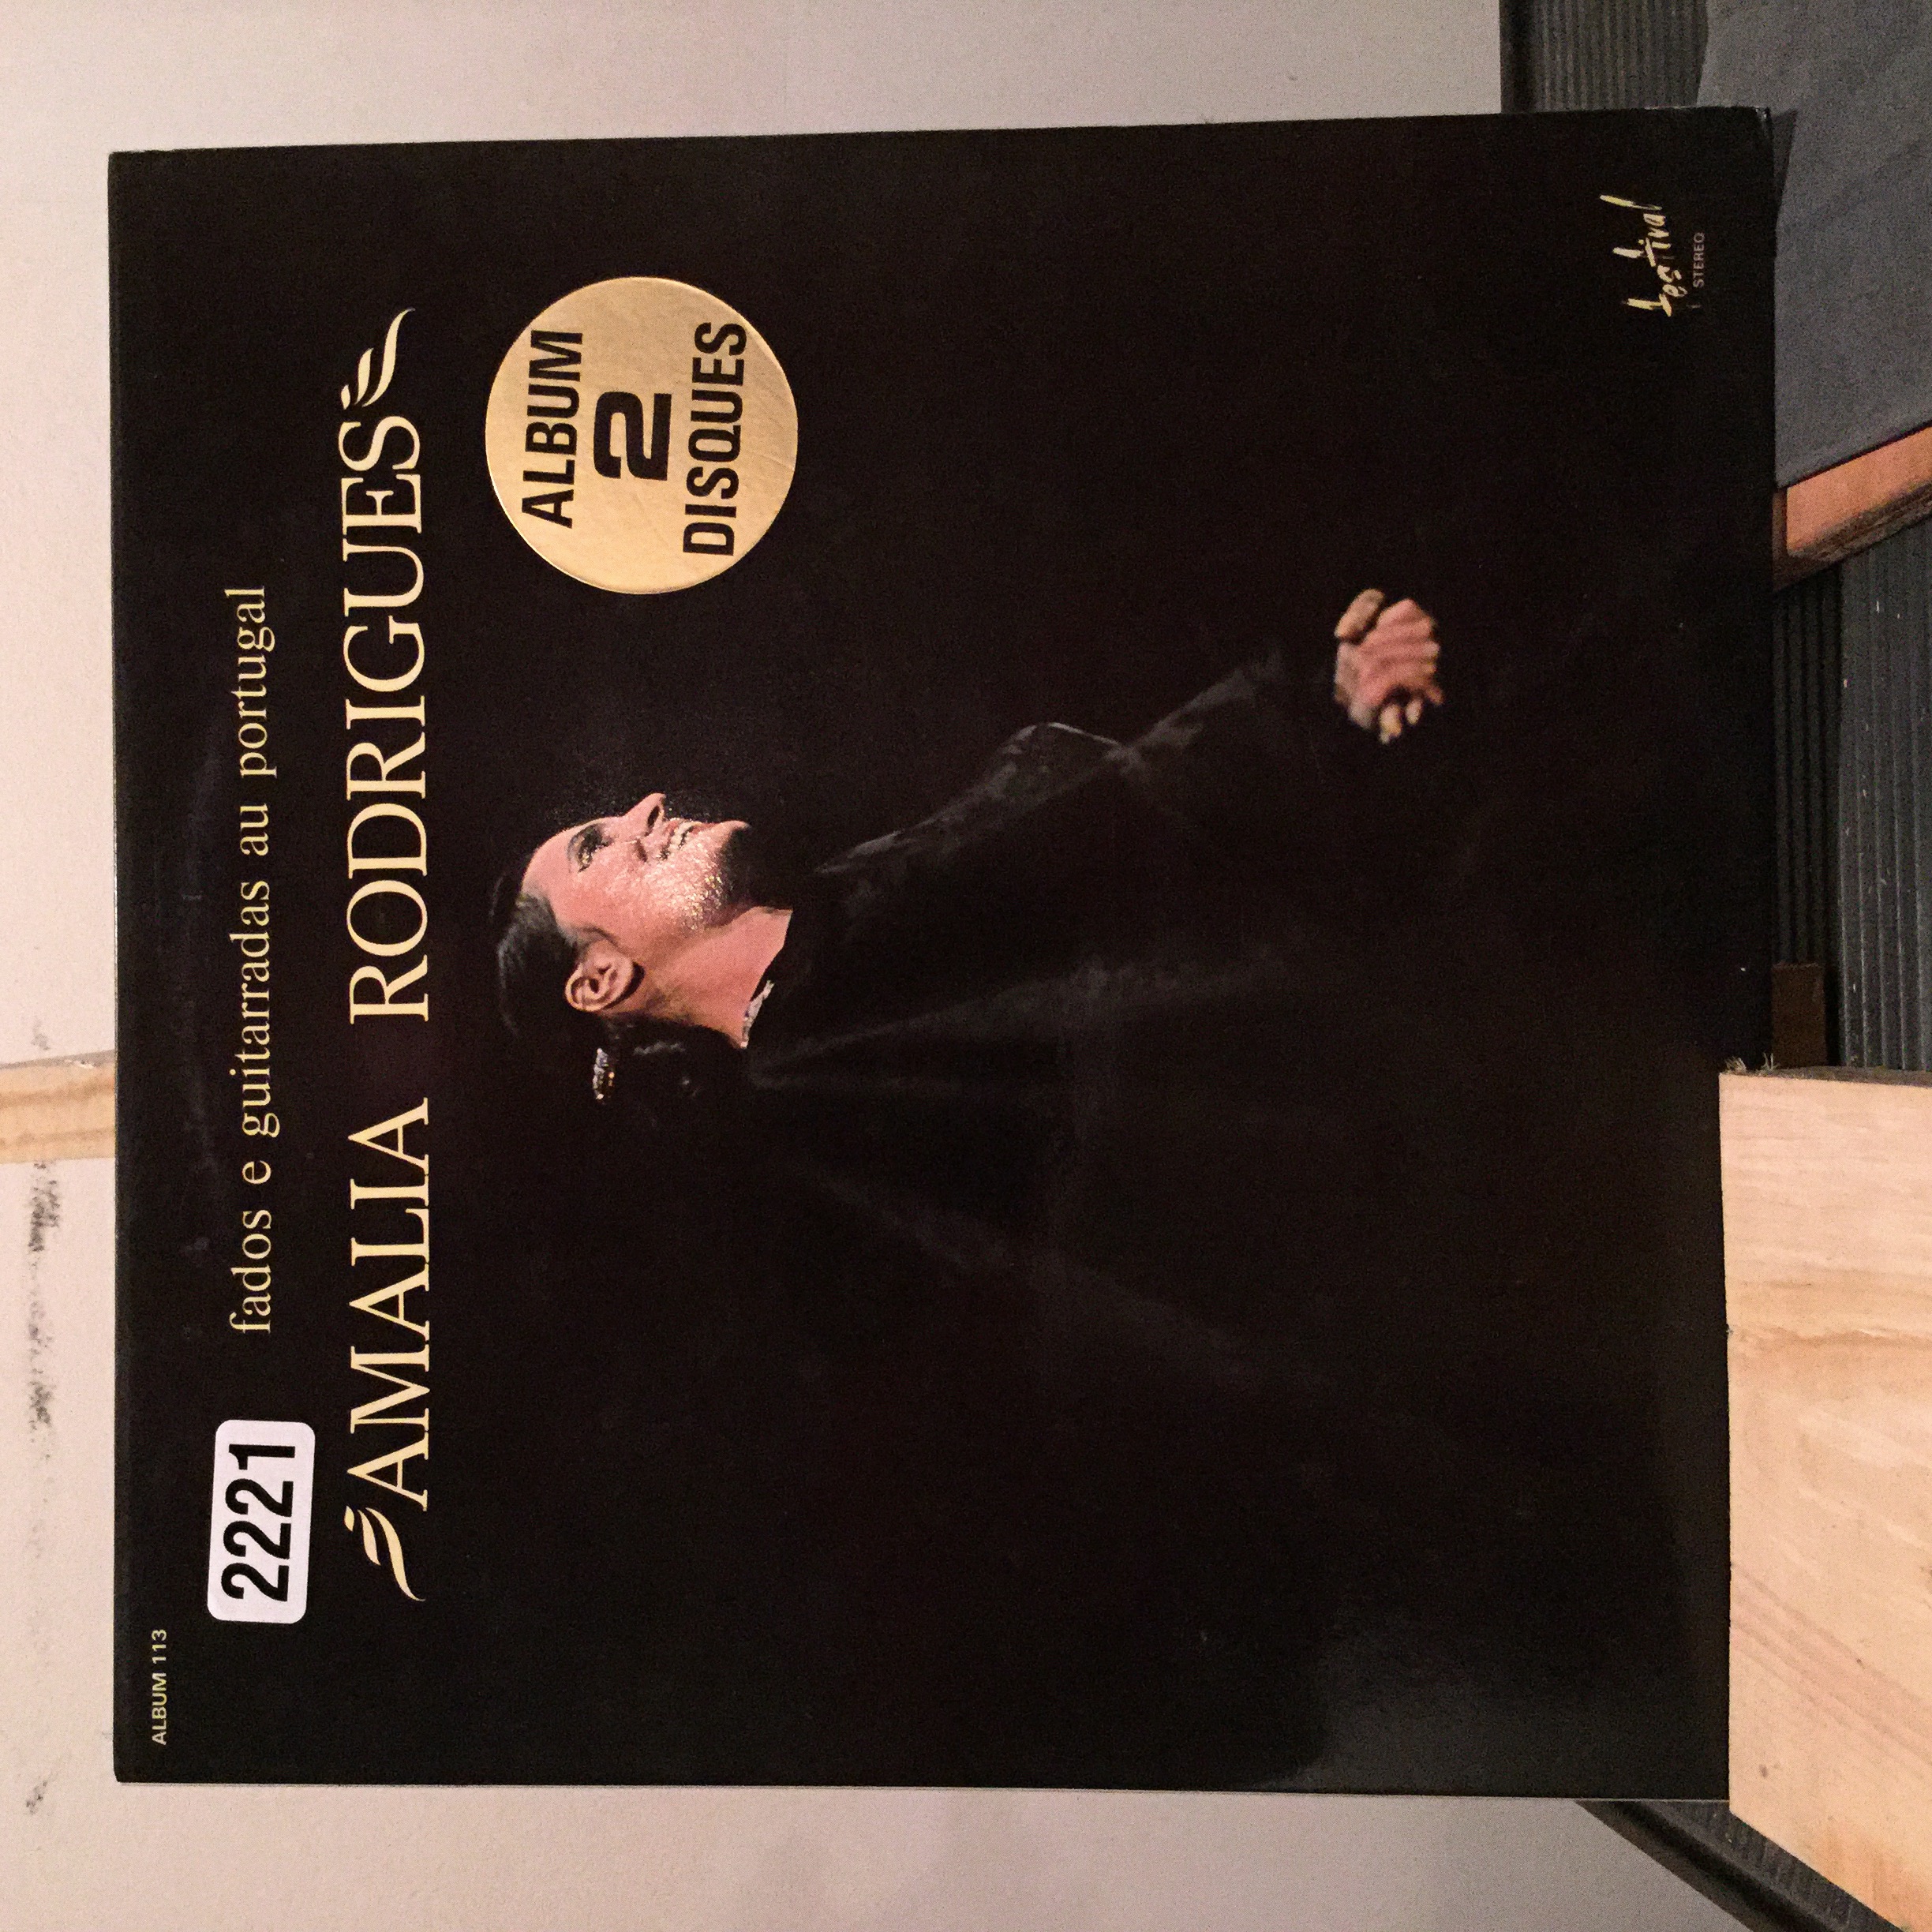 ALBUM 113
2221
fados e guitarradas au portugal
AMALIA RODRIGUES
ALBUM
2
DISQUES
festival
STEREO